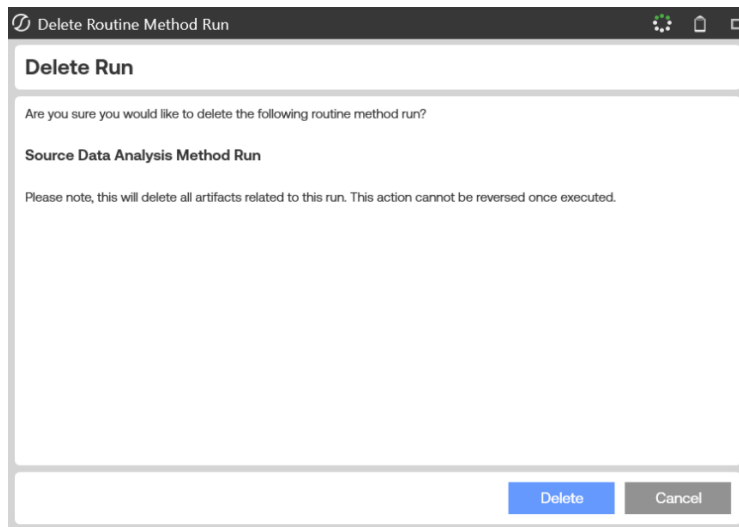 Delete Routine Method Run
Delete Run
Are you sure you would like to delete the following routine method run?
Source Data Analysis Method Run
Please note, this will delete all artifacts related to this run. This action cannot be reversed once executed.
Delete
Cancel